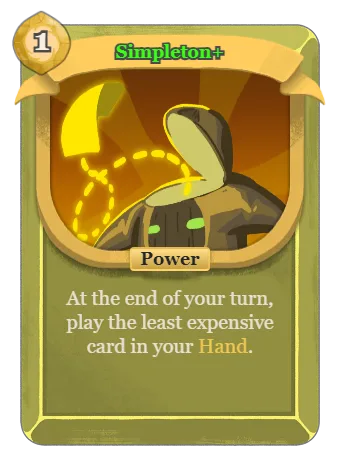 1
Simpleton+
Power
At the end of your turn,
play the least expensive
card in your Hand.